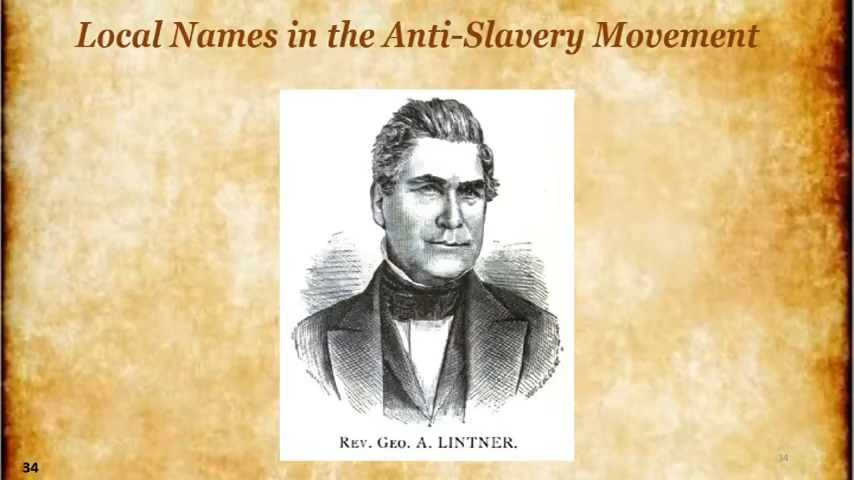 Local Names in the Anti-Slavery Movement
REV. GEO. A. LINTNER.
34
34